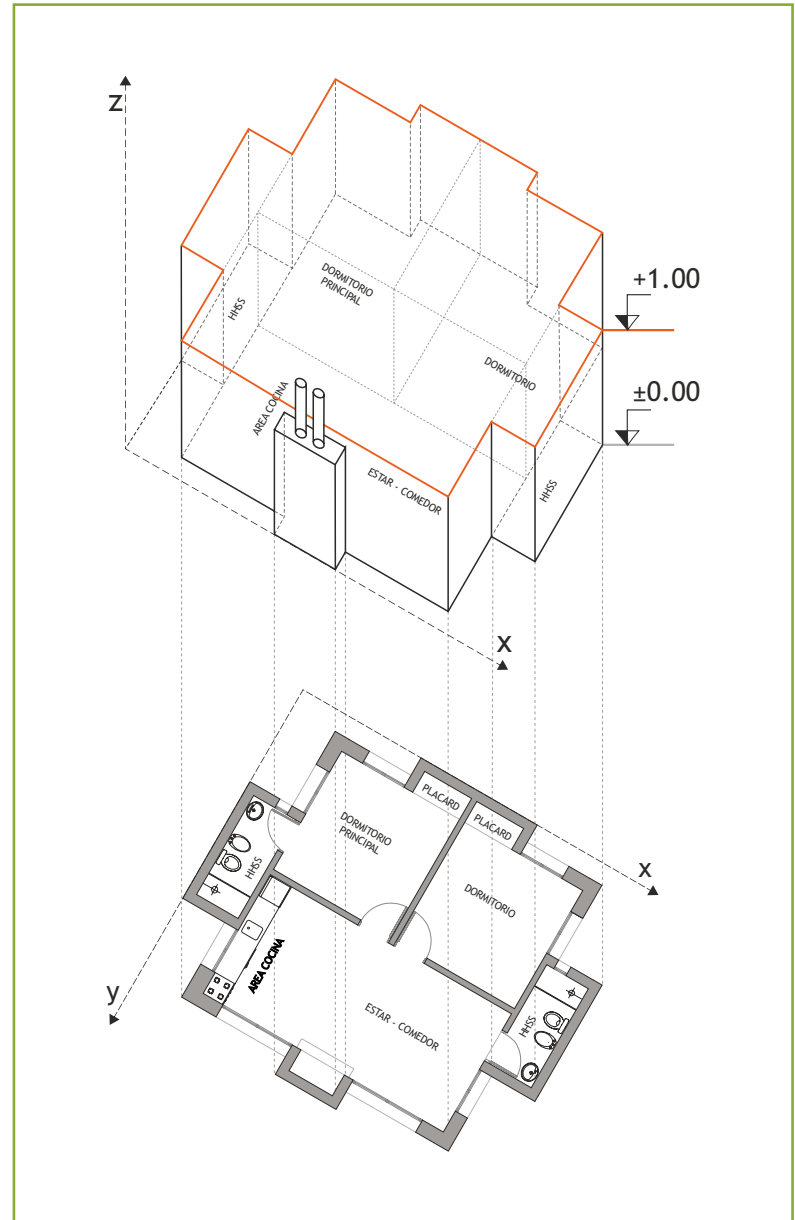 z
+1.00
DORMITORIO
PRINCIPAL
HHSS
DORMITORIO
±0.00
AREA COCINA
ESTAR - COMEDOR
HHSS
x
PLACARD
PLACARD
DORMITORIO
PRINCIPAL
x
HHSS
DORMITORIO
y
AREA COCINA
ESTAR - COMEDOR
HHSS